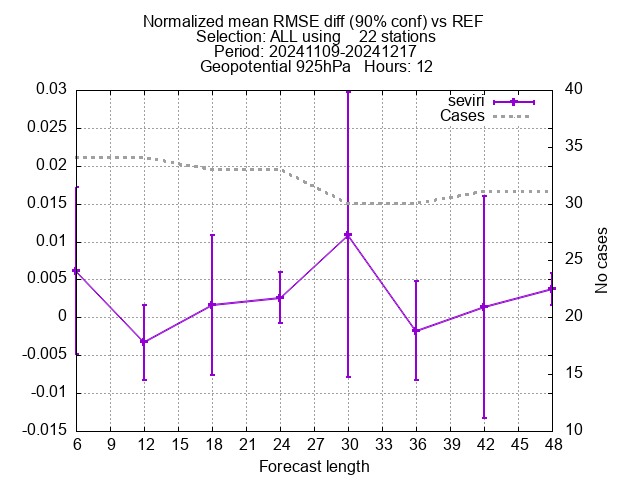 Normalized mean RMSE diff (90% conf) vs REF
Selection: ALL using    22 stations
Period: 20241109-20241217
Geopotential 925hPa   Hours: 12
seviri
Cases
0.03
0.025
0.02
0.015
0.01
0.005
0
-0.005
-0.01
-0.015
40
35
30
25
20
15
10
No cases
6 9 12 15 18 21 24 27 30 33 36 39 42 45 48
Forecast length